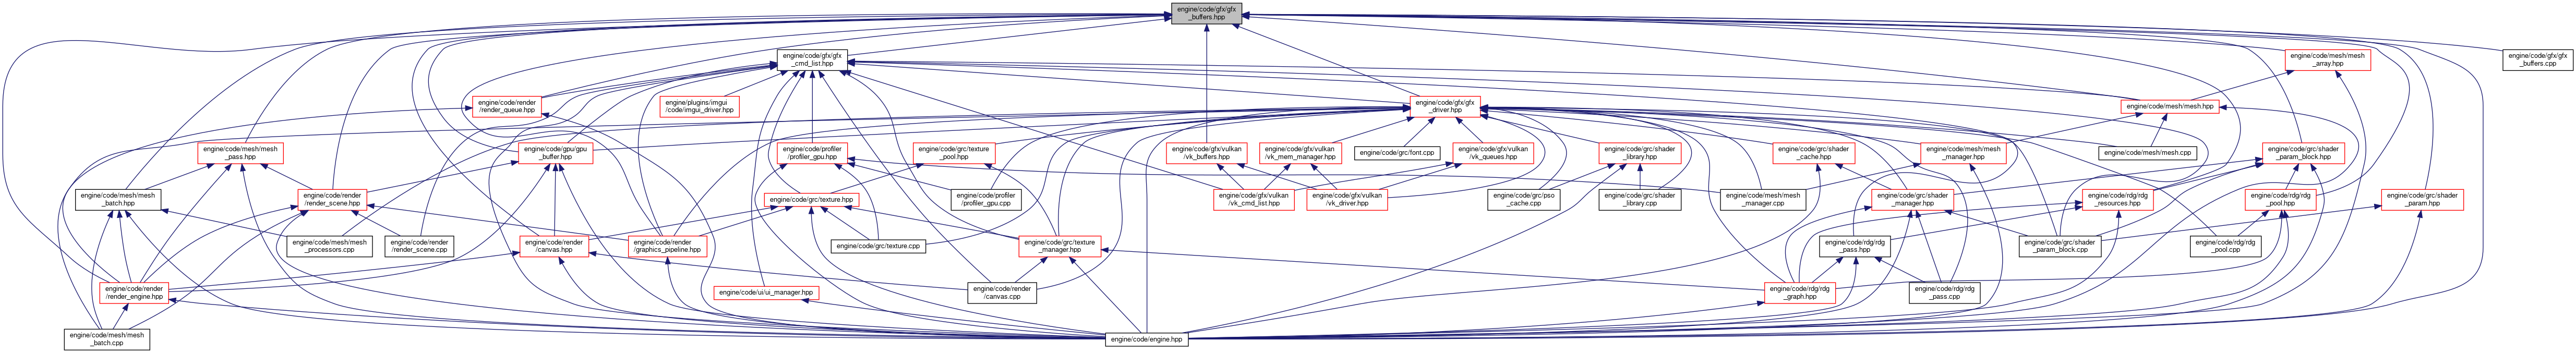 engine/code/gfx/gfx
_buffers.hpp
engine/code/gfx/gfx
_cmd_list.hpp
engine/code/mesh/mesh
_array.hpp
engine/code/gfx/gfx
_buffers.cpp
engine/code/render
/render_queue.hpp
engine/plugins/imgui
/code/imgui_driver.hpp
engine/code/gfx/gfx
_driver.hpp
engine/code/mesh/mesh.hpp
engine/code/mesh/mesh
_pass.hpp
engine/code/gpu/gpu
_buffer.hpp
engine/code/profiler
/profiler_gpu.hpp
engine/code/grc/texture
_pool.hpp
engine/code/gfx/vulkan
/vk_buffers.hpp
engine/code/gfx/vulkan
/vk_mem_manager.hpp
engine/code/grc/font.cpp
engine/code/gfx/vulkan
/vk_queues.hpp
engine/code/grc/shader
_library.hpp
engine/code/grc/shader
_cache.hpp
engine/code/mesh/mesh
_manager.hpp
engine/code/mesh/mesh.cpp
engine/code/grc/shader
_param_block.hpp
engine/code/mesh/mesh
_batch.hpp
engine/code/render
/render_scene.hpp
engine/code/grc/texture.hpp
engine/code/profiler
/profiler_gpu.cpp
engine/code/mesh/mesh
_manager.cpp
engine/code/gfx/vulkan
/vk_cmd_list.hpp
engine/code/gfx/vulkan
/vk_driver.hpp
engine/code/grc/pso
_cache.cpp
engine/code/grc/shader
_library.cpp
engine/code/grc/shader
_manager.hpp
engine/code/rdg/rdg
_resources.hpp
engine/code/rdg/rdg
_pool.hpp
engine/code/grc/shader
_param.hpp
engine/code/mesh/mesh
_processors.cpp
engine/code/render
/render_scene.cpp
engine/code/render
/canvas.hpp
engine/code/render
/graphics_pipeline.hpp
engine/code/grc/texture.cpp
engine/code/grc/texture
_manager.hpp
engine/code/rdg/rdg
_pass.hpp
engine/code/grc/shader
_param_block.cpp
engine/code/rdg/rdg
_pool.cpp
engine/code/render
/render_engine.hpp
engine/code/ui/ui_manager.hpp
engine/code/render
/canvas.cpp
engine/code/rdg/rdg
_graph.hpp
engine/code/rdg/rdg
_pass.cpp
engine/code/mesh/mesh
_batch.cpp
engine/code/engine.hpp